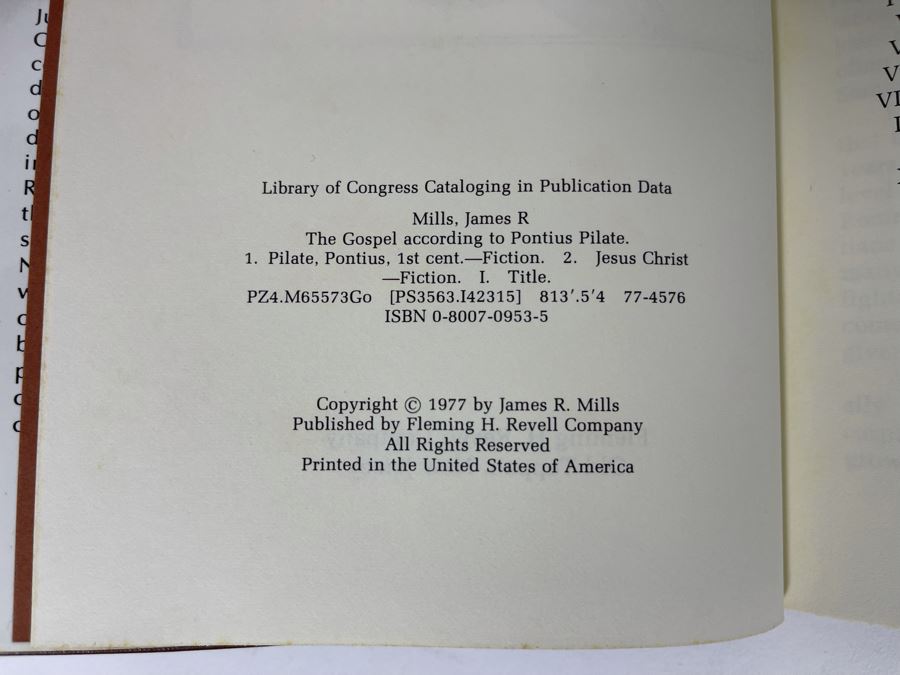 Library of Congress Cataloging in Publication Data
Mills, James R
The Gospel according to Pontius Pilate.
1. Pilate, Pontius, 1st cent.—Fiction. 2. Jesus Christ
—Fiction. I. Title.
PZ4.M65573Go [PS3563.I42315] 813'.5'4 77-4576
ISBN 0-8007-0953-5
Copyright © 1977 by James R. Mills
Published by Fleming H. Revell Company
All Rights Reserved
Printed in the United States of America